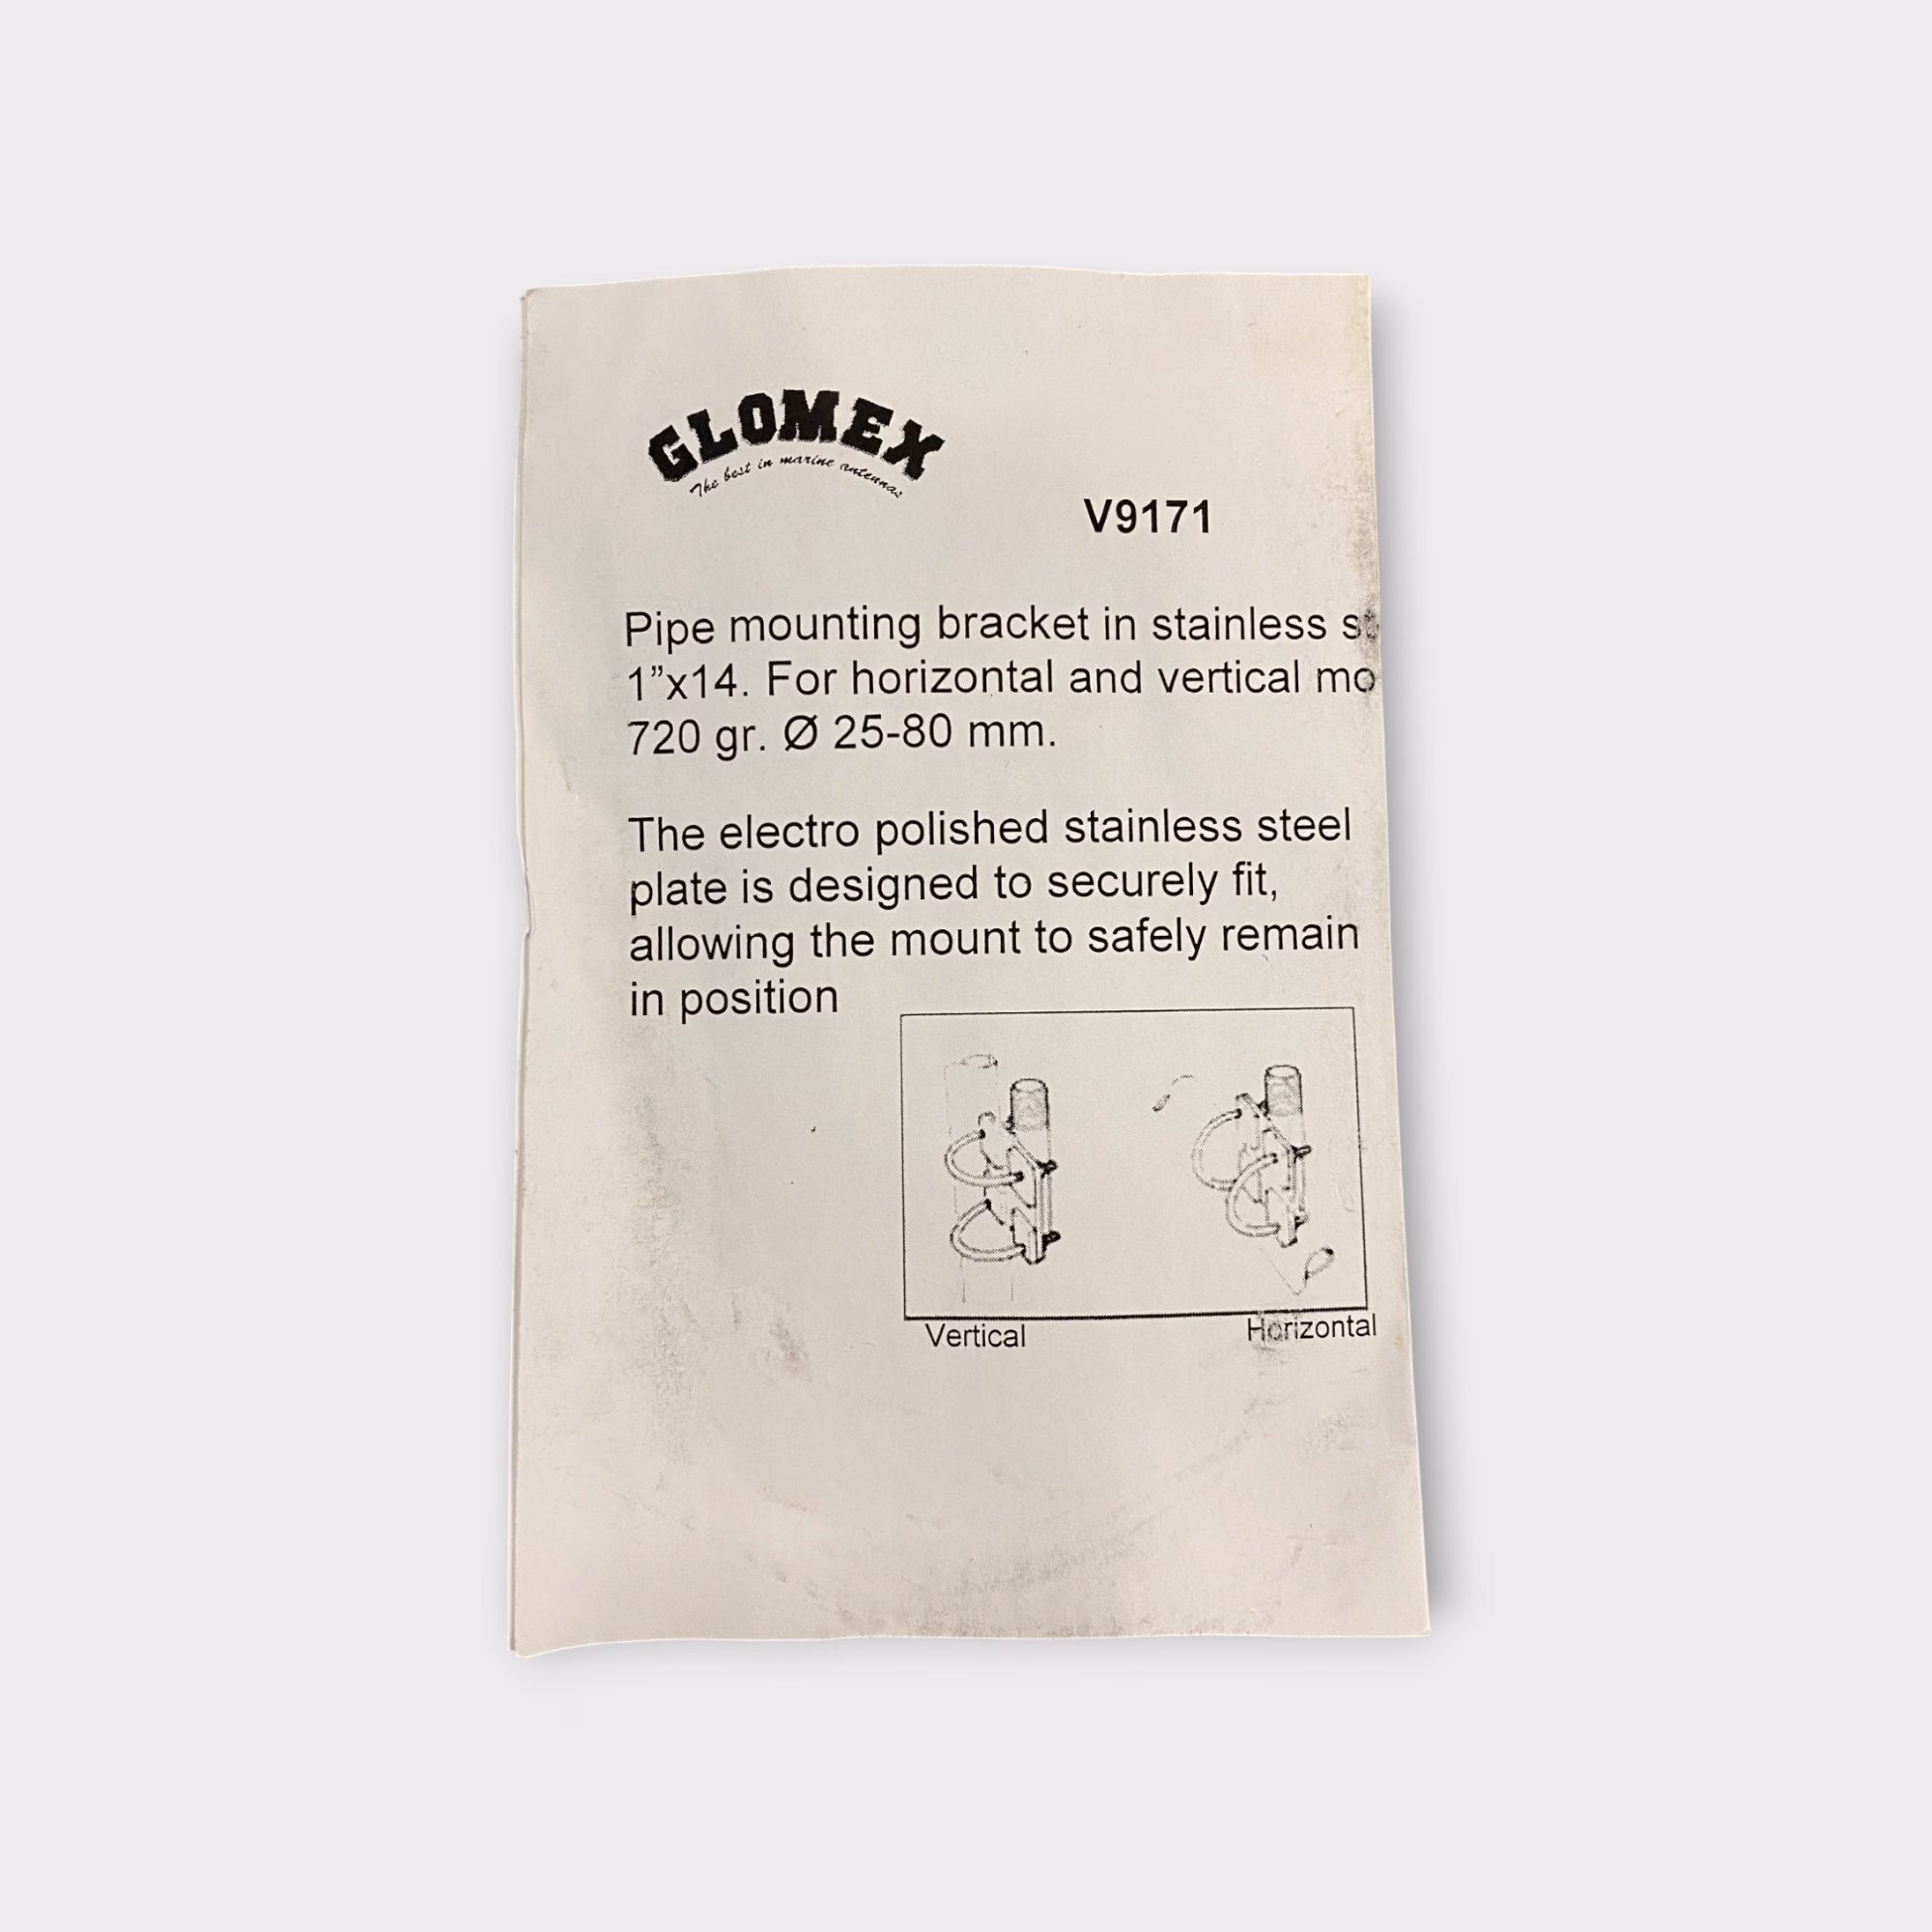 GLOMEX
The best in marine antennas
V9171
Pipe mounting bracket in stainless
1”x14. For horizontal and vertical
720 gr. Ø 25-80 mm.
The electro polished stainless steel
plate is designed to securely fit,
allowing the mount to safely remain
in position
Vertical
Horizontal